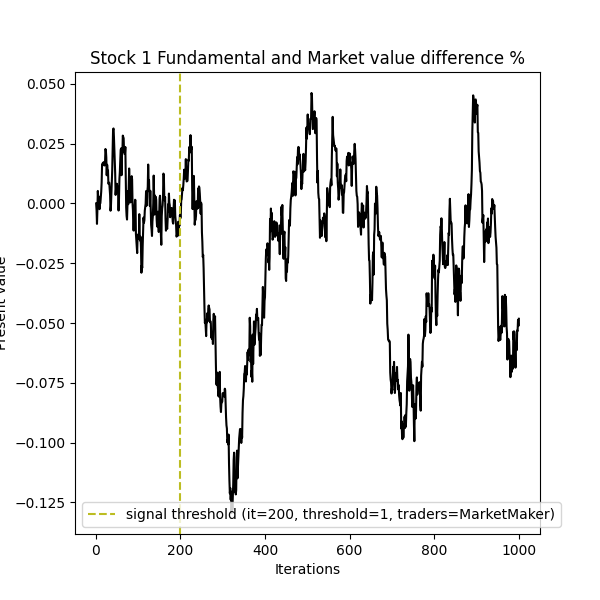 Stock 1 Fundamental and Market value difference %
0.050
0.025
0.000
−0.025
−0.050
−0.075
−0.100
−0.125
Present value
signal threshold (it=200, threshold=1, traders=MarketMaker)
0 200 400 600 800 1000
Iterations